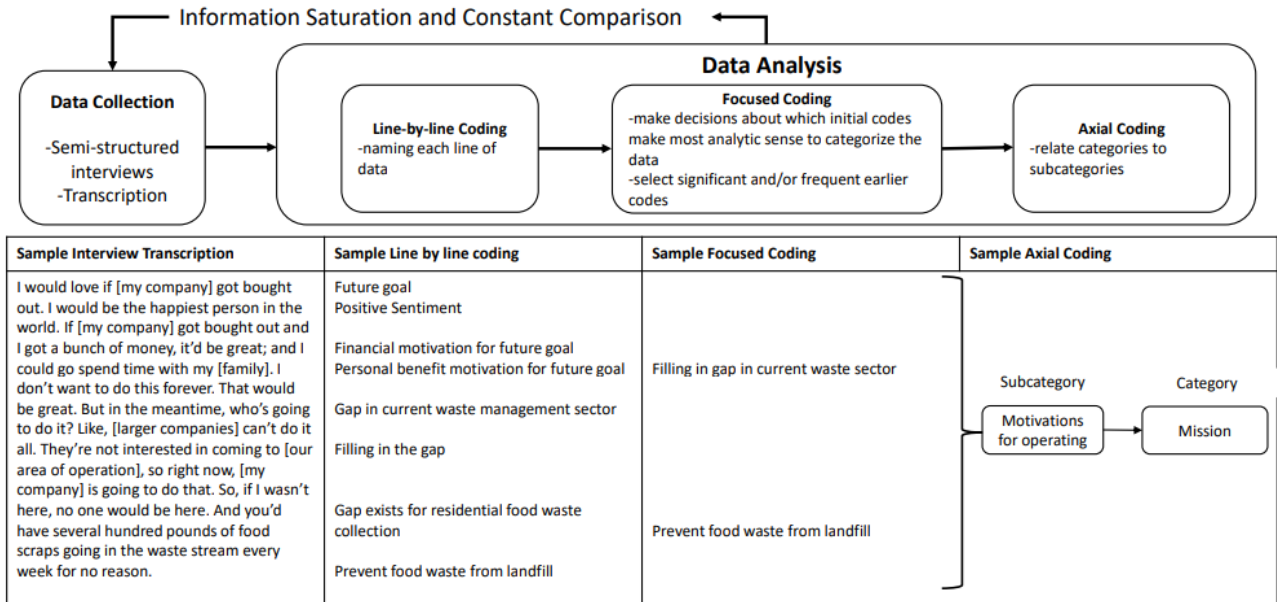 Information Saturation and Constant Comparison
Data Analysis
Data Collection
-Semi-structured
interviews
-Transcription
Line-by-line Coding
-naming each line of
data
Focused Coding
-make decisions about which initial codes
make most analytic sense to categorize the
data
-select significant and/or frequent earlier
codes
Axial Coding
-relate categories to
subcategories
Sample Interview Transcription
I would love if [my company] got bought
out. I would be the happiest person in the
world. If [my company] got bought out and
I got a bunch of money, it'd be great; and I
could go spend time with my [family]. I
don't want to do this forever. That would
be great. But in the meantime, who's going
to do it? Like, [larger companies] can't do it
all. They're not interested in coming to [our
area of operation], so right now, [my
company] is going to do that. So, if I wasn't
here, no one would be here. And you'd
have several hundred pounds of food
scraps going in the waste stream every
week for no reason.
Sample Line by line coding
Future goal
Positive Sentiment
Financial motivation for future goal
Personal benefit motivation for future goal
Gap in current waste management sector
Filling in the gap
Gap exists for residential food waste
collection
Prevent food waste from landfill
Sample Focused Coding
Filling in gap in current waste sector
Prevent food waste from landfill
Sample Axial Coding
Subcategory
Motivations
for operating
Category
Mission